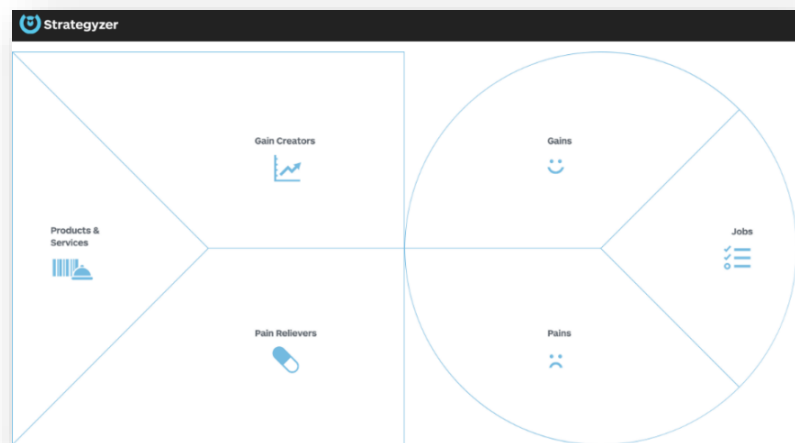 Strategyzer
Gain Creators
Gains
Products &
Services
Jobs
Pain Relievers
Pains